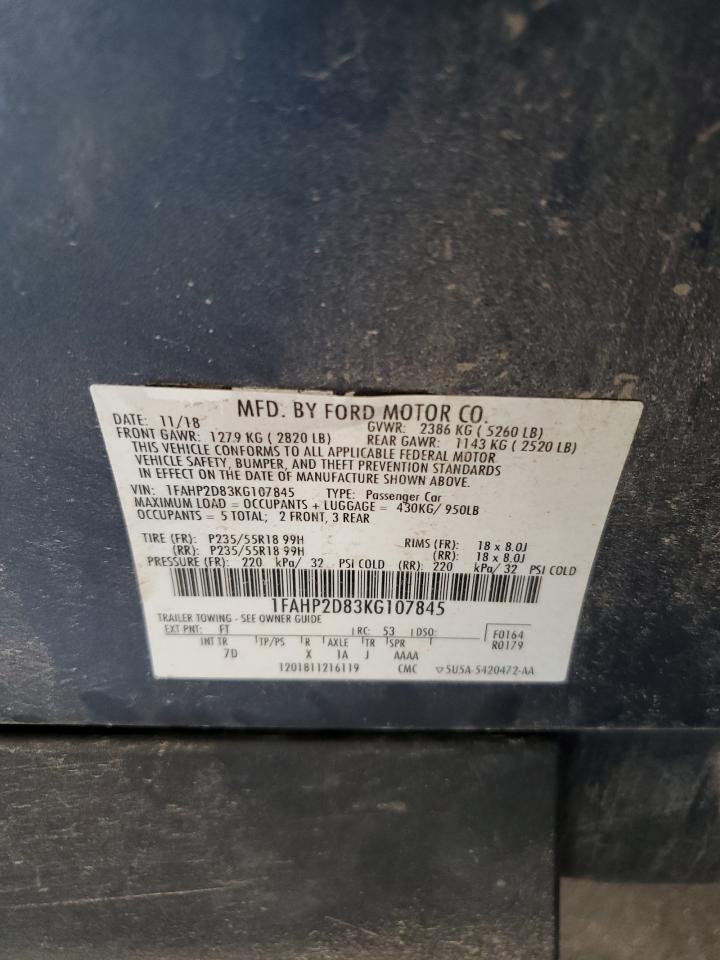 MFD. BY FORD MOTOR CO.
DATE: 11/18 GVWR: 2386 KG ( 5260 LB)
FRONT GAWR: 1279 KG ( 2820 LB) REAR GAWR: 1143 KG ( 2520 LB)
THIS VEHICLE CONFORMS TO ALL APPLICABLE FEDERAL MOTOR
VEHICLE SAFETY, BUMPER, AND THEFT PREVENTION STANDARDS
IN EFFECT ON THE DATE OF MANUFACTURE SHOWN ABOVE.
VIN: 1FAHP2D83KG107845 TYPE: Passenger Car
MAXIMUM LOAD = OCCUPANTS + LUGGAGE = 430KG/ 950LB
OCCUPANTS = 5 TOTAL; 2 FRONT, 3 REAR
TIRE (FR): P235/55R18 99H RIMS (FR): 18 x 8.0J
(RR): P235/55R18 99H (RR): 18 x 8.0J
PRESSURE (FR): 220 kPa/ 32 PSI COLD (RR): 220 kPa/ 32 PSI COLD
1FAHP2D83KG107845
TRAILER TOWING - SEE OWNER GUIDE
EXT PNT: FT RC: 53 DSO: F0164
INT TR TP/PS R AXLE TR SPR R0179
7D X 1A J AAAA
1201811216119 CMC ▽5U5A-5420472-AA